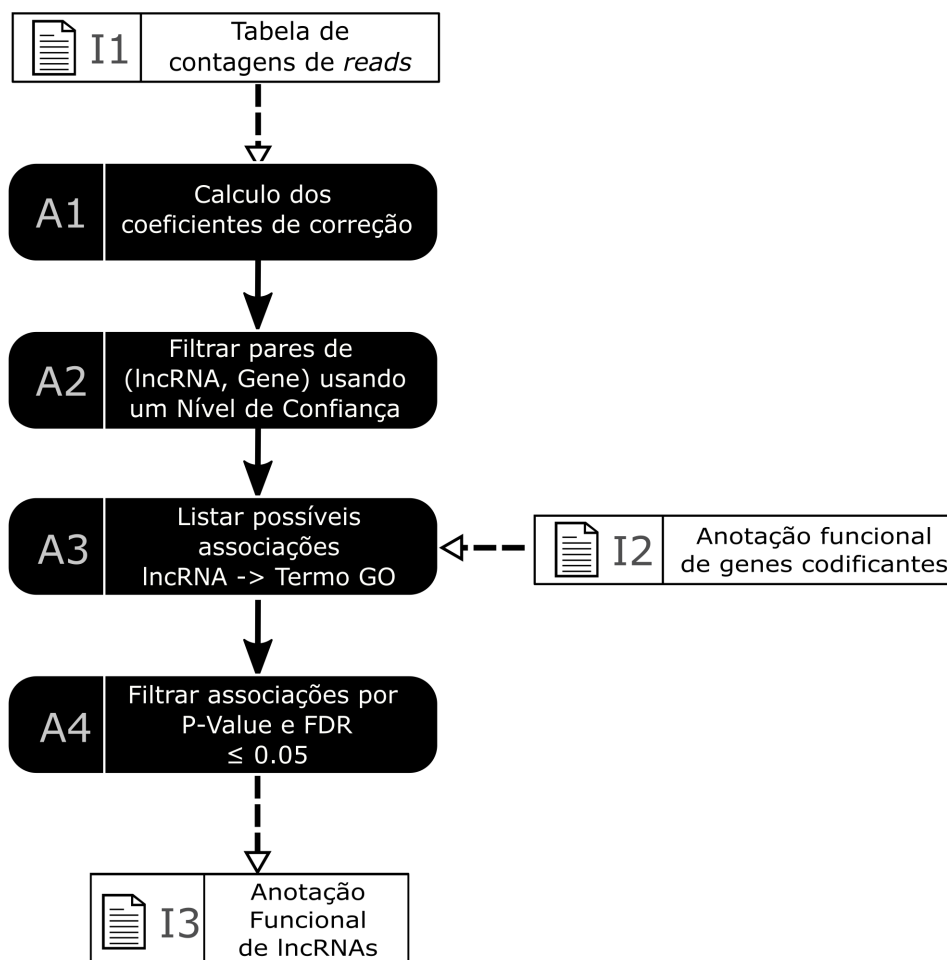 I1
Tabela de
contagens de reads
A1
Calculo dos
coeficientes de correção
A2
Filtrar pares de
(lncRNA, Gene) usando
um Nível de Confiança
A3
Listar possíveis
associações
lncRNA -> Termo GO
I2
Anotação funcional
de genes codificantes
A4
Filtrar associações por
P-Value e FDR
≤ 0.05
I3
Anotação
Funcional
de lncRNAs